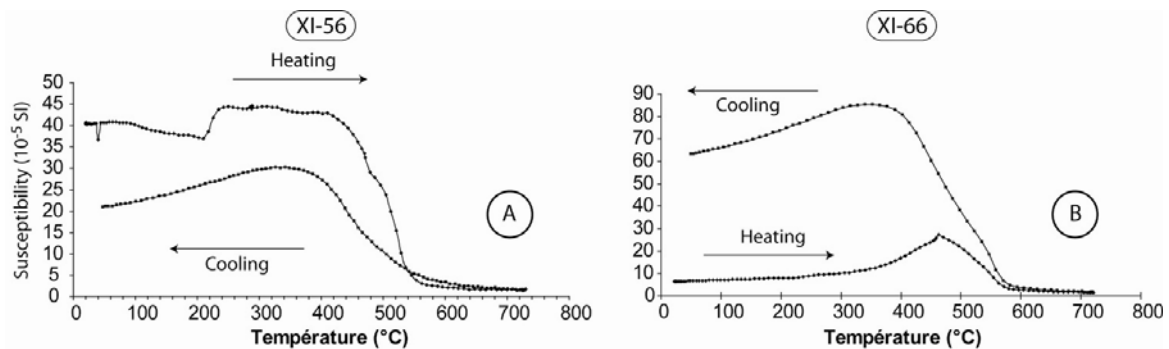 XI-56
XI-66
Heating
Susceptibility (10⁻⁵ SI)
50
45
40
35
30
25
20
15
10
5
0
A
Cooling
0 100 200 300 400 500 600 700 800
Température (°C)
Cooling
90
80
70
60
50
40
30
20
10
0
B
Heating
0 100 200 300 400 500 600 700 800
Température (°C)